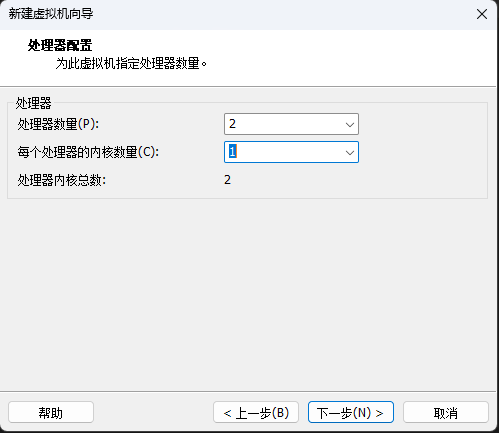 新建虚拟机向导
处理器配置
为此虚拟机指定处理器数量。
处理器
处理器数量(P):
2
每个处理器的内核数量(C):
1
处理器内核总数:
2
帮助
< 上一步(B)
下一步(N) >
取消